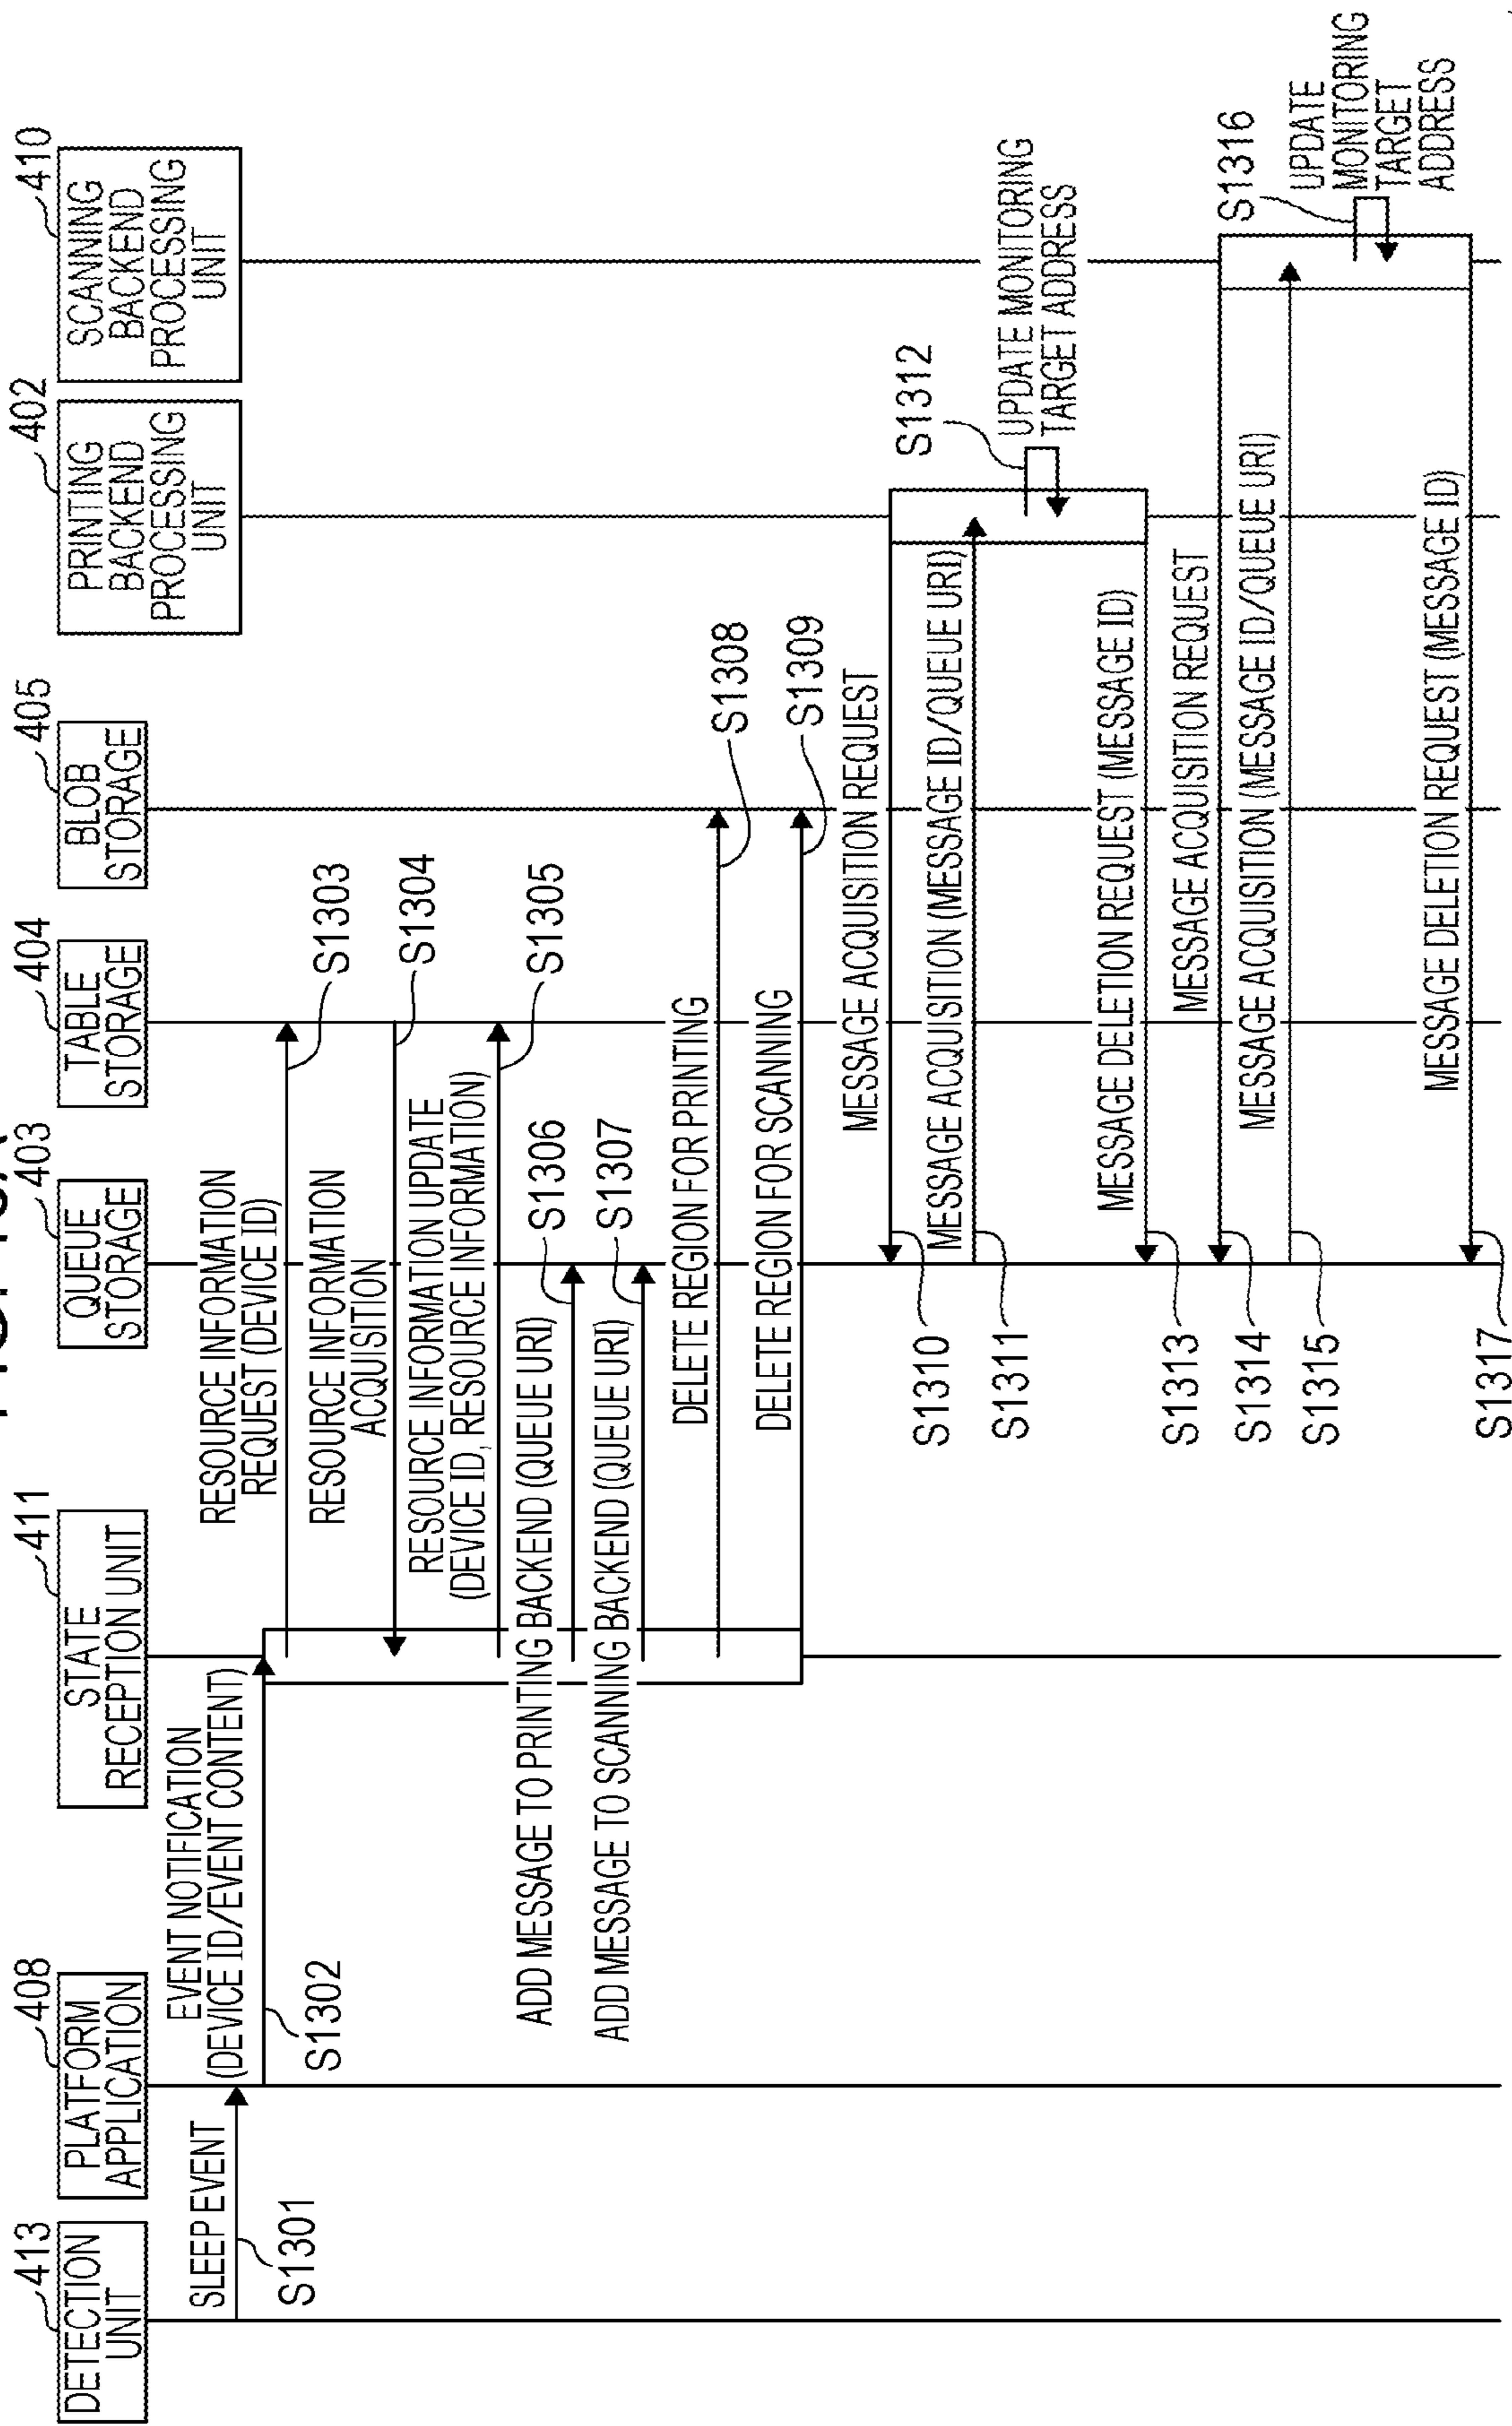 413
DETECTION
UNIT
408
PLATFORM
APPLICATION
411
STATE
RECEPTION UNIT
403
QUEUE
STORAGE
404
TABLE
STORAGE
405
BLOB
STORAGE
402
PRINTING
BACKEND
PROCESSING
UNIT
410
SCANNING
BACKEND
PROCESSING
UNIT
SLEEP EVENT
S1301
EVENT NOTIFICATION
(DEVICE ID/EVENT CONTENT)
S1302
RESOURCE INFORMATION
REQUEST (DEVICE ID)
S1303
RESOURCE INFORMATION
ACQUISITION
S1304
RESOURCE INFORMATION UPDATE
(DEVICE ID, RESOURCE INFORMATION)
S1305
ADD MESSAGE TO PRINTING BACKEND (QUEUE URI)
S1306
ADD MESSAGE TO SCANNING BACKEND (QUEUE URI)
S1307
DELETE REGION FOR PRINTING
S1308
DELETE REGION FOR SCANNING
S1309
MESSAGE ACQUISITION REQUEST
S1310
MESSAGE ACQUISITION (MESSAGE ID/QUEUE URI)
S1311
S1312
UPDATE MONITORING
TARGET ADDRESS
MESSAGE DELETION REQUEST (MESSAGE ID)
S1313
MESSAGE ACQUISITION REQUEST
S1314
MESSAGE ACQUISITION (MESSAGE ID/QUEUE URI)
S1315
S1316
UPDATE
MONITORING
TARGET
ADDRESS
MESSAGE DELETION REQUEST (MESSAGE ID)
S1317